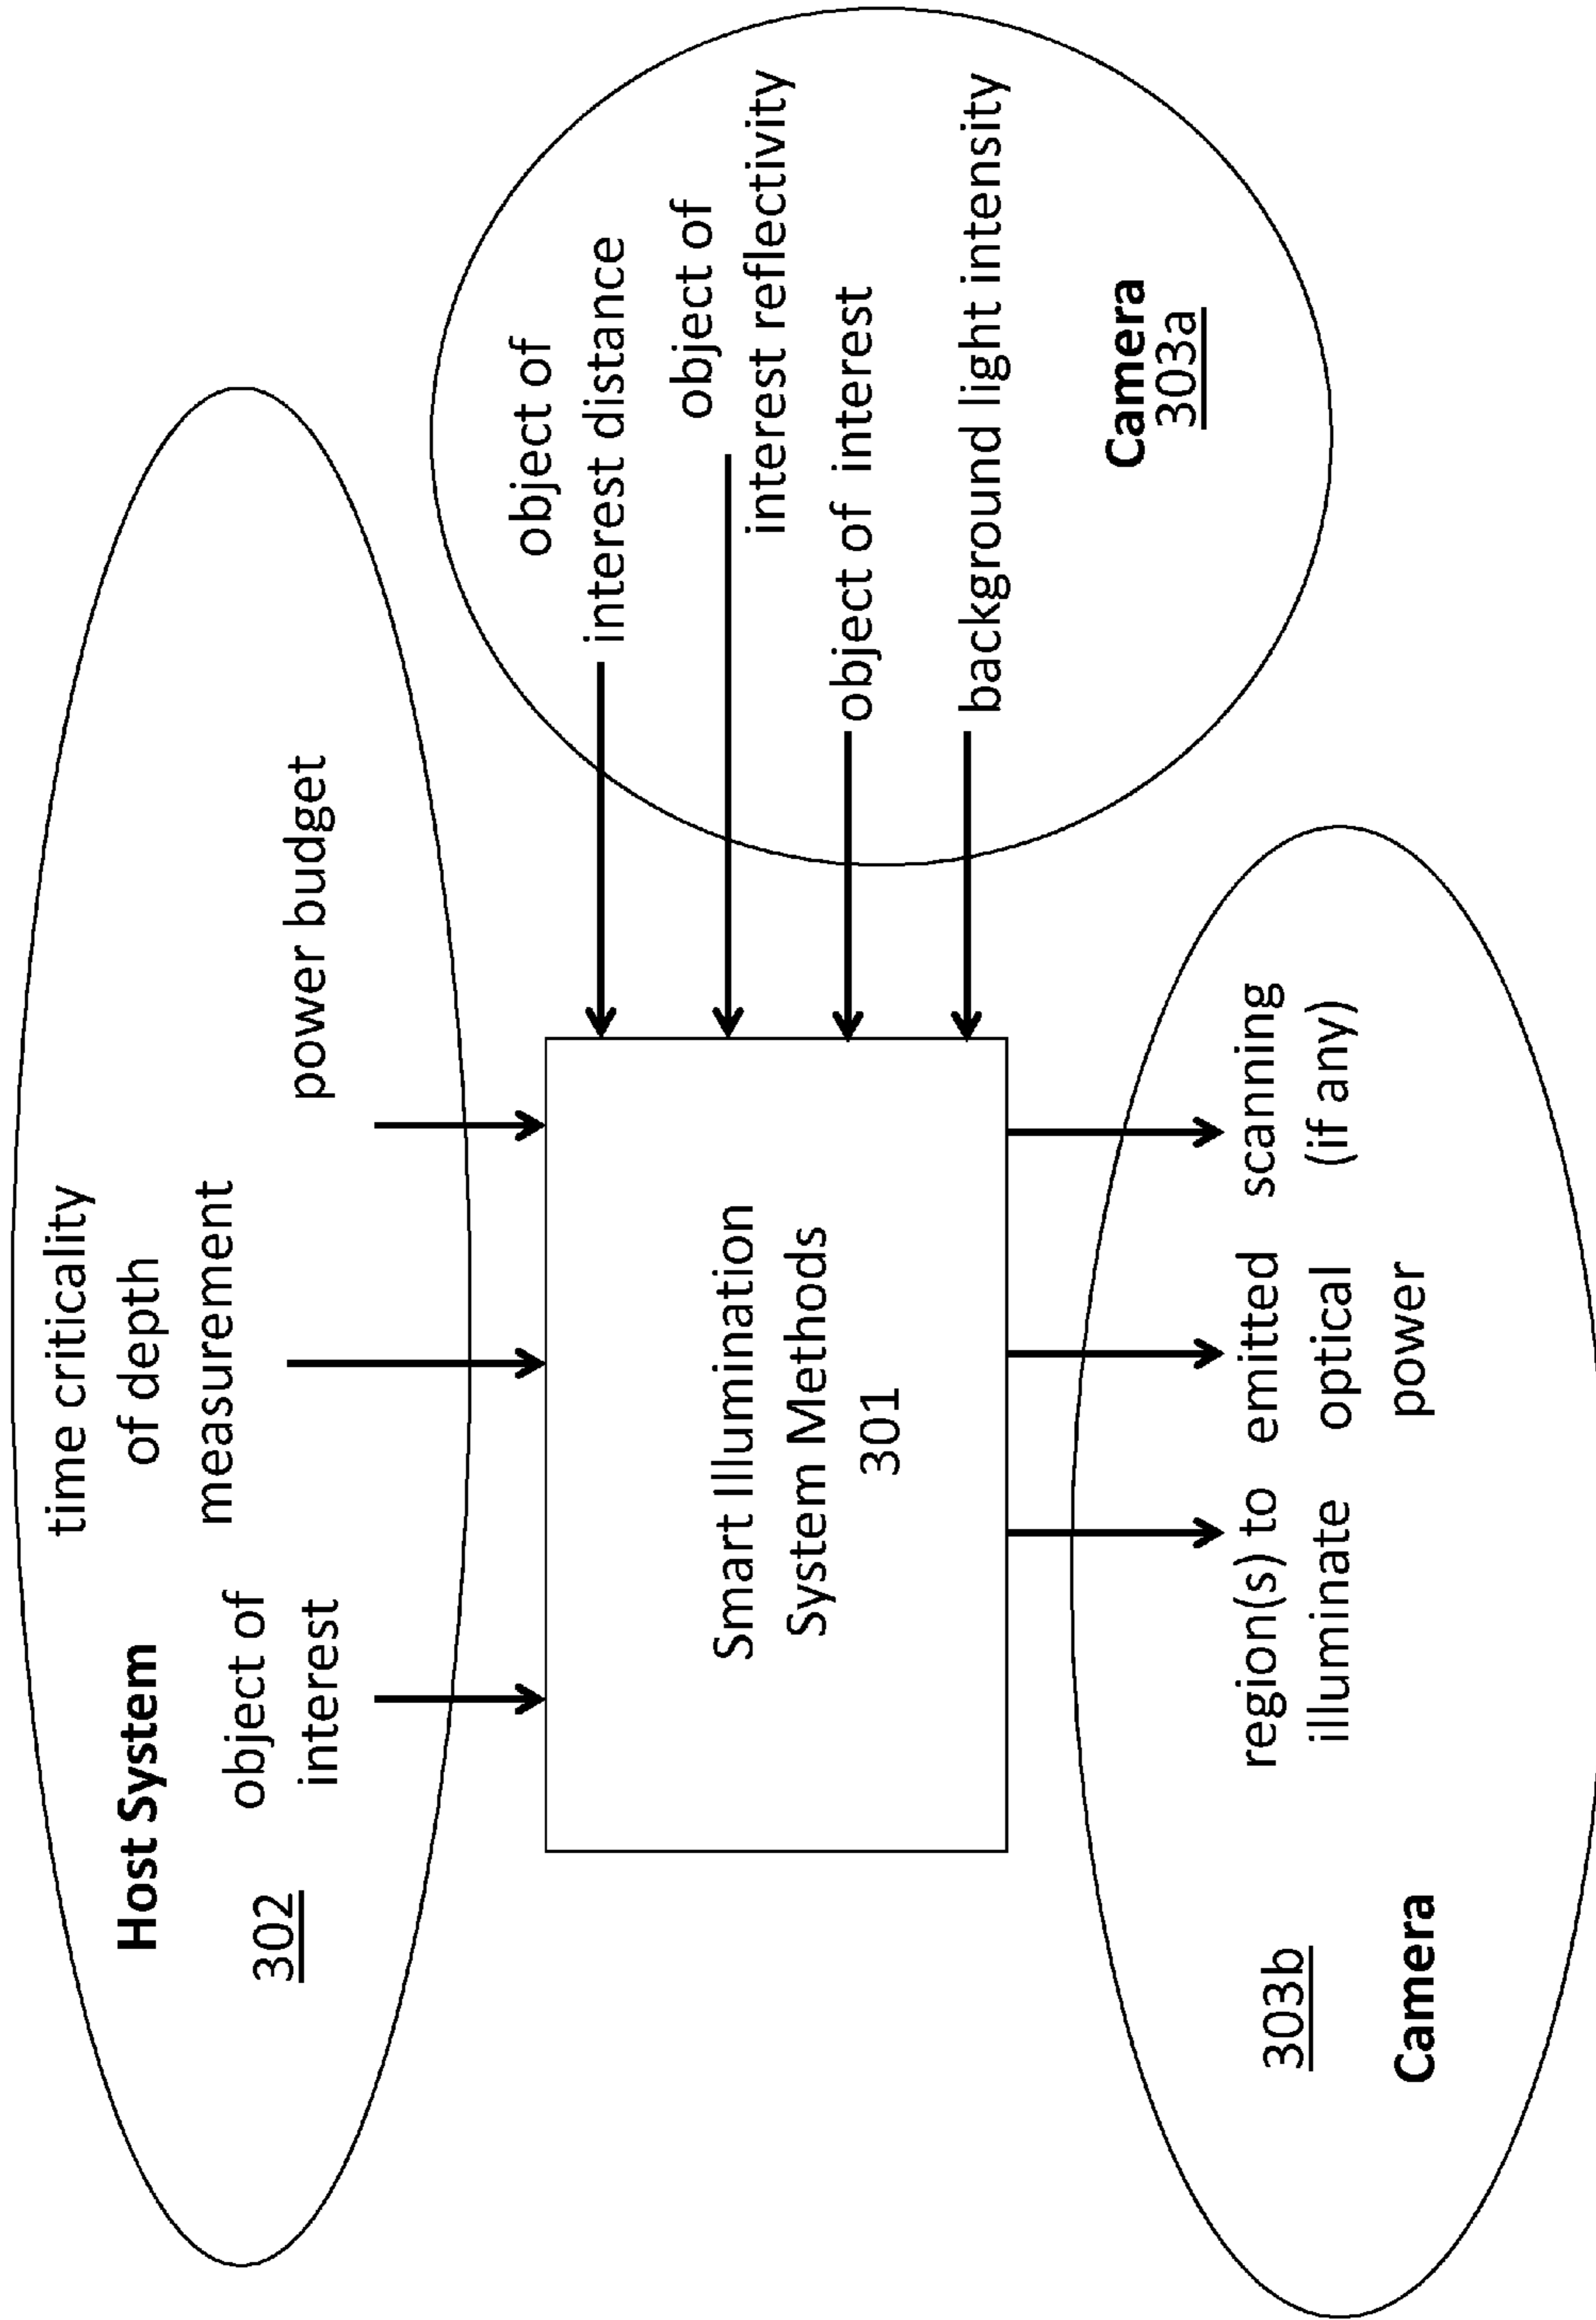 Host System
302
object of
interest
time criticality
of depth
measurement
power budget
Smart Illumination
System Methods
301
object of
interest distance
object of
interest reflectivity
object of interest
background light intensity
Camera
303a
303b
Camera
region(s) to
illuminate
emitted
optical
power
scanning
(if any)